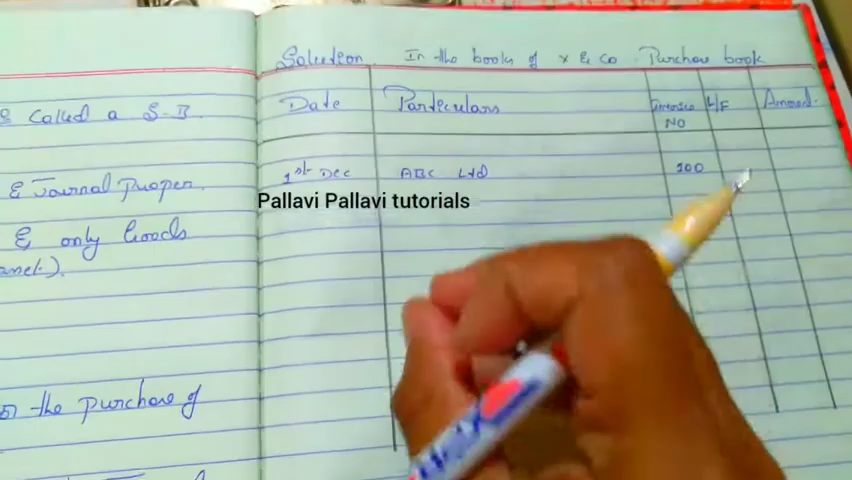 Called a S.B.
& Journal Proper.
& only Goods
the purchase of
Solution In the books of X & Co. Purchase book
Date Particulars Invoice No L/F Amount.
1st Dec ABC Ltd 100
Pallavi Pallavi tutorials